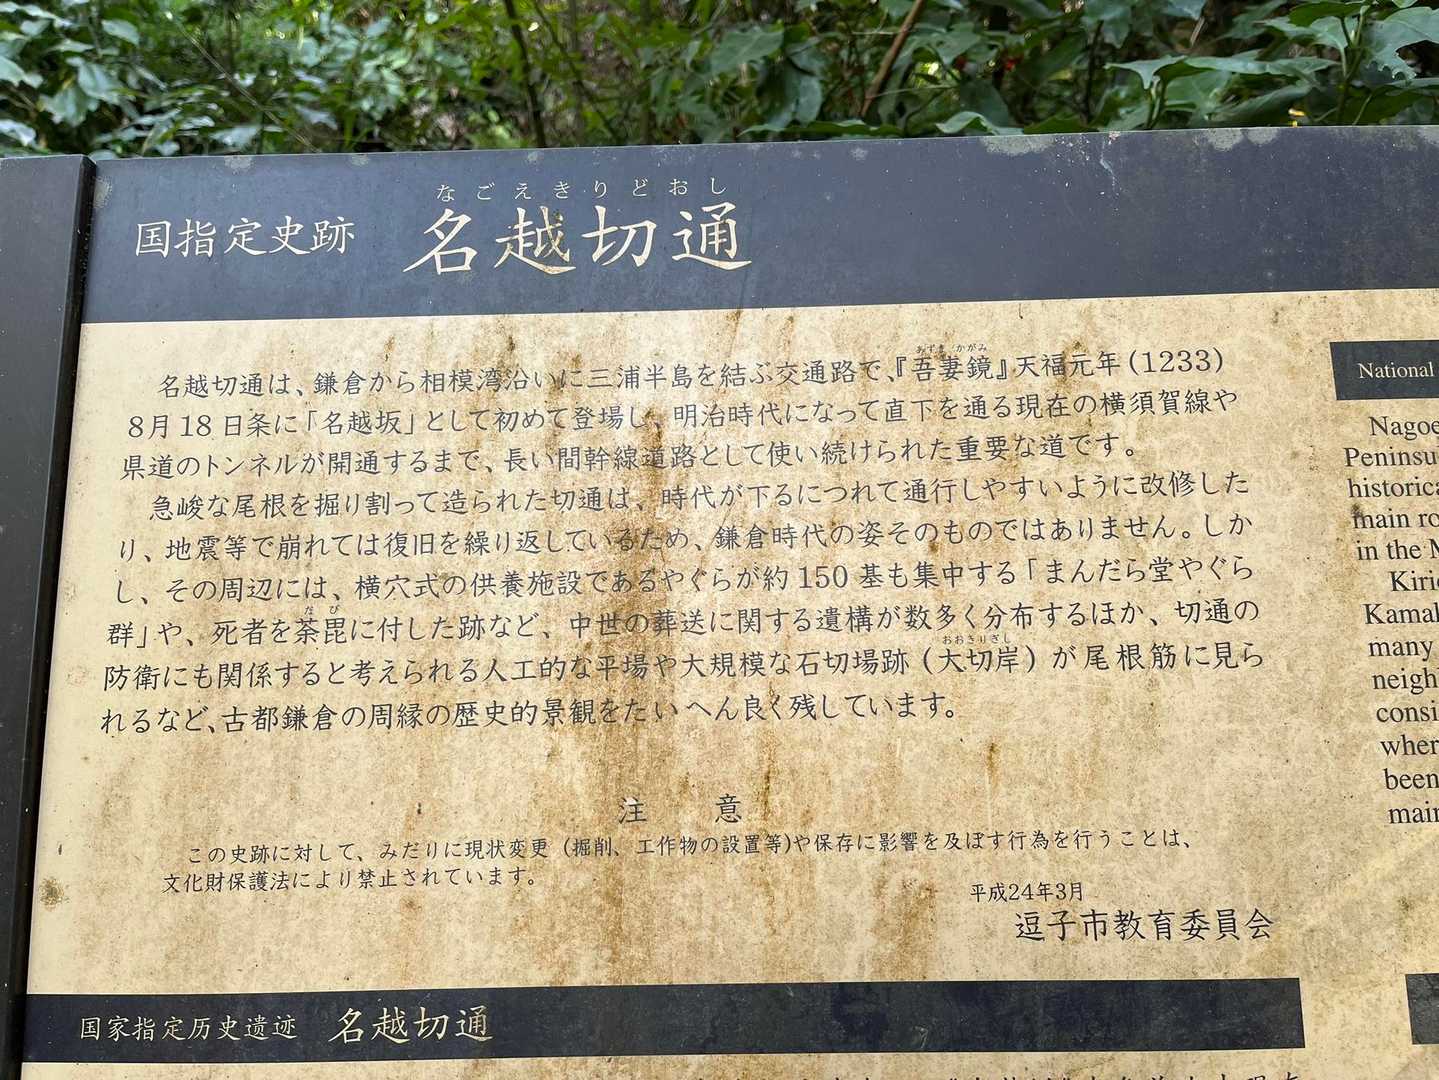 なごえきりどおし
国指定史跡 名越切通
名越切通は、鎌倉から相模湾沿いに三浦半島を結ぶ交通路で、『吾妻鏡』天福元年(1233)
あずま かがみ
8月18日条に「名越坂」として初めて登場し、明治時代になって直下を通る現在の横須賀線や
県道のトンネルが開通するまで、長い間幹線道路として使い続けられた重要な道です。
急峻な尾根を掘り割って造られた切通は、時代が下るにつれて通行しやすいように改修した
り、地震等で崩れては復旧を繰り返しているため、鎌倉時代の姿そのものではありません。しか
し、その周辺には、横穴式の供養施設であるやぐらが約150基も集中する「まんだら堂やぐら
だび
群」や、死者を荼毘に付した跡など、中世の葬送に関する遺構が数多く分布するほか、切通の
おおきりぎし
防衛にも関係すると考えられる人工的な平場や大規模な石切場跡(大切岸)が尾根筋に見ら
れるなど、古都鎌倉の周縁の歴史的景観をたいへん良く残しています。
注 意
この史跡に対して、みだりに現状変更(掘削、工作物の設置等)や保存に影響を及ぼす行為を行うことは、
文化財保護法により禁止されています。
平成24年3月
逗子市教育委員会
国家指定历史遗迹 名越切通
National
Nagoe
Peninsu
historica
main ro
in the M
Kirid
Kamak
many
neigh
consi
wher
been
main